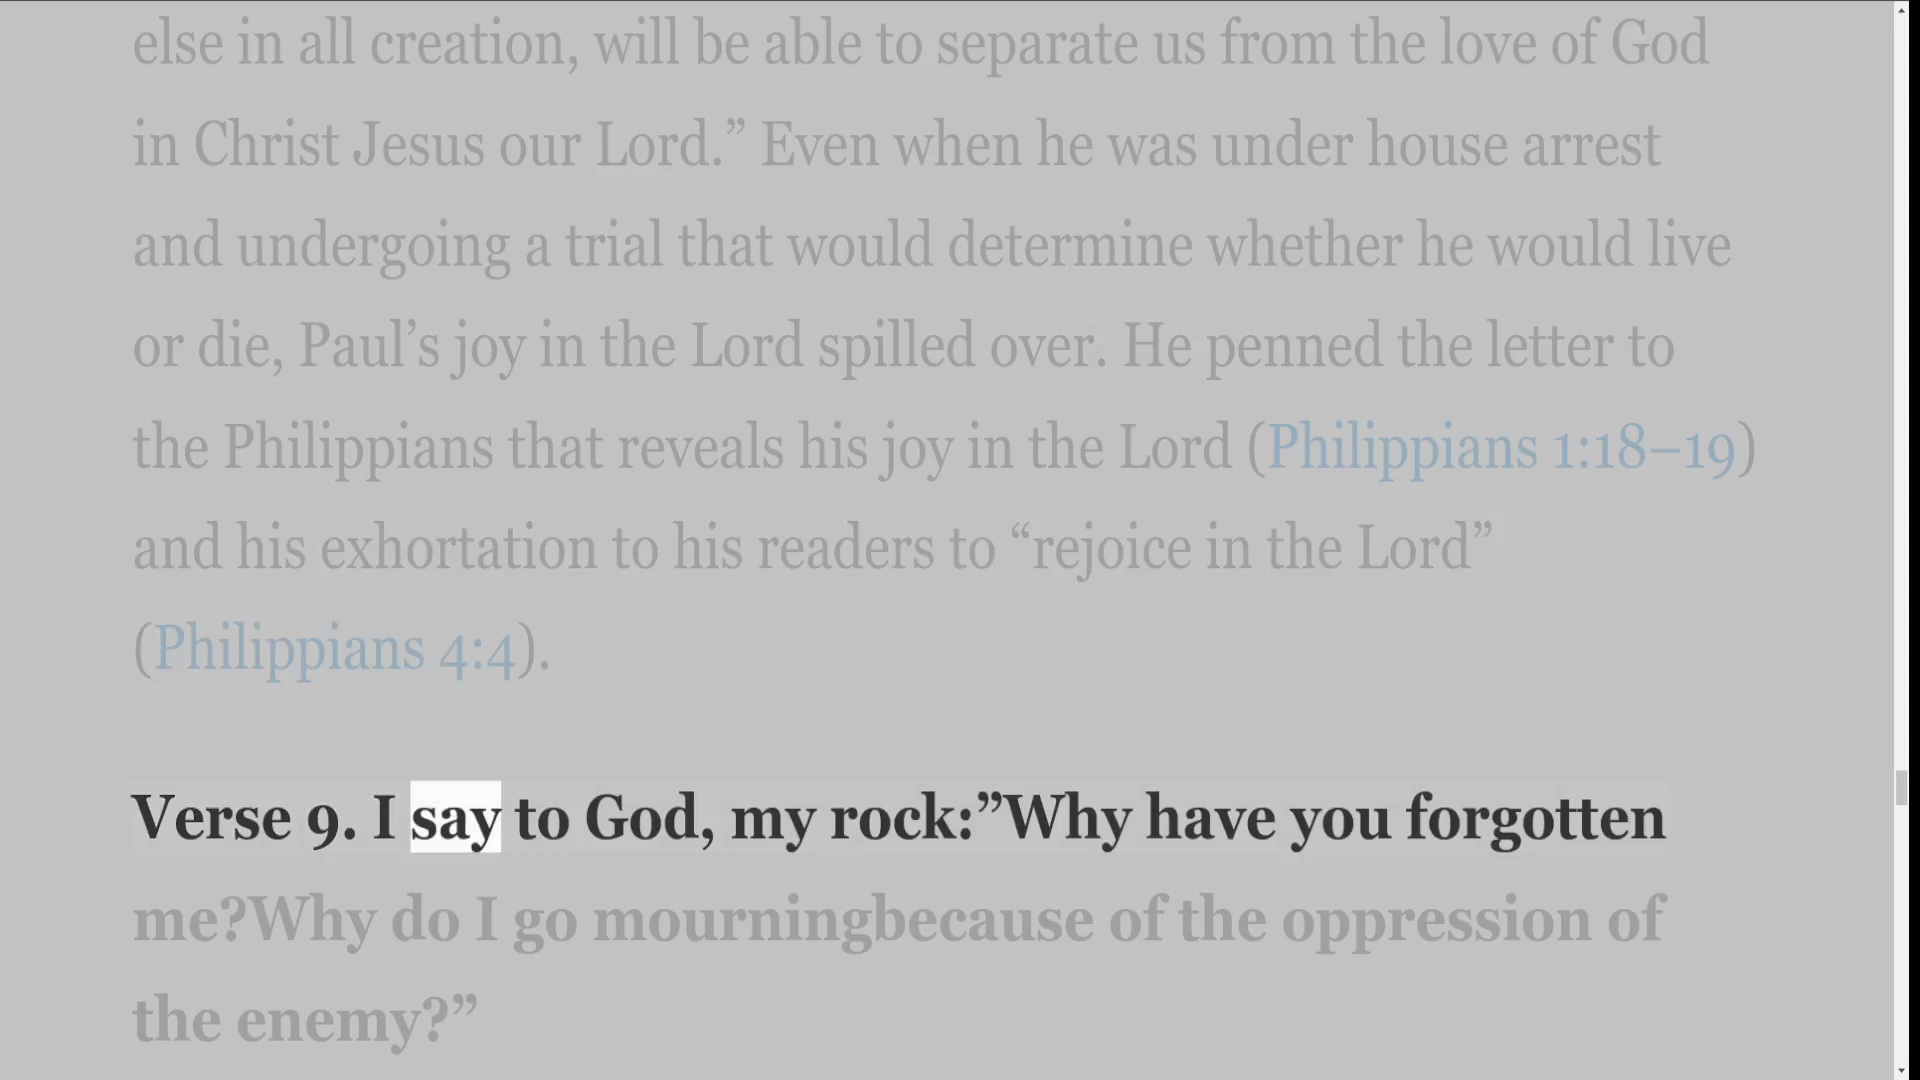 else in all creation, will be able to separate us from the love of God
in Christ Jesus our Lord.” Even when he was under house arrest
and undergoing a trial that would determine whether he would live
or die, Paul’s joy in the Lord spilled over. He penned the letter to
the Philippians that reveals his joy in the Lord (Philippians 1:18–19)
and his exhortation to his readers to “rejoice in the Lord”
(Philippians 4:4).
Verse 9. I say to God, my rock:”Why have you forgotten
me?Why do I go mourningbecause of the oppression of
the enemy?”